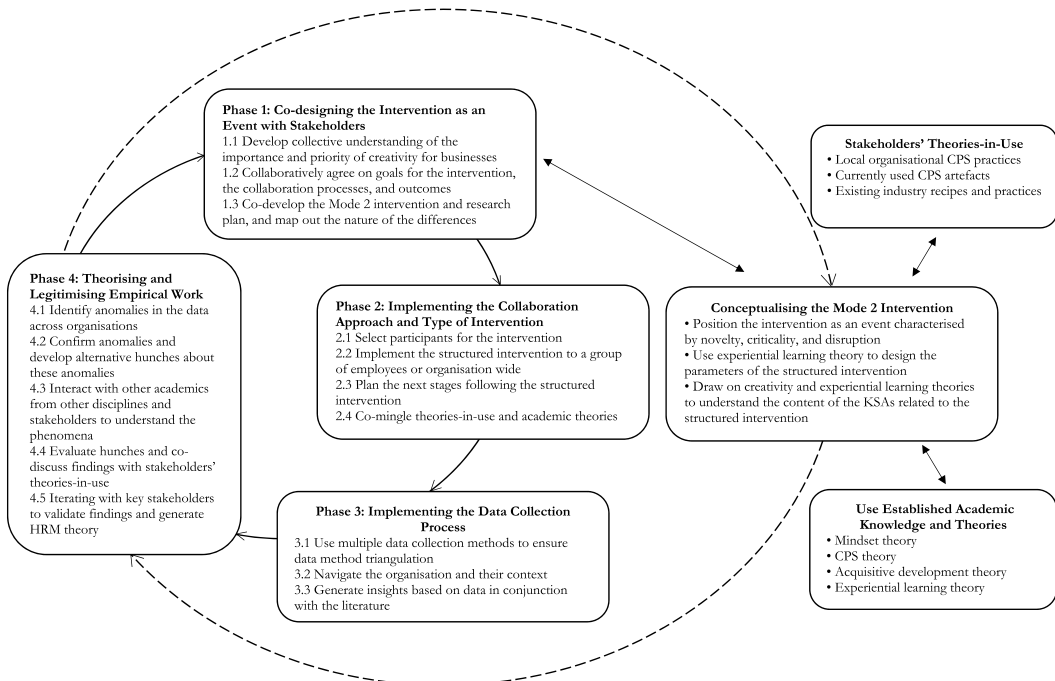 Phase 1: Co-designing the Intervention as an
Event with Stakeholders
1.1 Develop collective understanding of the
importance and priority of creativity for businesses
1.2 Collaboratively agree on goals for the intervention,
the collaboration processes, and outcomes
1.3 Co-develop the Mode 2 intervention and research
plan, and map out the nature of the differences
Phase 2: Implementing the Collaboration
Approach and Type of Intervention
2.1 Select participants for the intervention
2.2 Implement the structured intervention to a group of
employees or organisation wide
2.3 Plan the next stages following the structured
intervention
2.4 Co-mingle theories-in-use and academic theories
Phase 3: Implementing the Data Collection
Process
3.1 Use multiple data collection methods to ensure
data method triangulation
3.2 Navigate the organisation and their context
3.3 Generate insights based on data in conjunction
with the literature
Phase 4: Theorising and
Legitimising Empirical Work
4.1 Identify anomalies in the data
across organisations
4.2 Confirm anomalies and
develop alternative hunches about
these anomalies
4.3 Interact with other academics
from other disciplines and
stakeholders to understand the
phenomena
4.4 Evaluate hunches and co-
discuss findings with stakeholders’
theories-in-use
4.5 Iterating with key stakeholders
to validate findings and generate
HRM theory
Stakeholders’ Theories-in-Use
• Local organisational CPS practices
• Currently used CPS artefacts
• Existing industry recipes and practices
Conceptualising the Mode 2 Intervention
• Position the intervention as an event characterised
by novelty, criticality, and disruption
• Use experiential learning theory to design the
parameters of the structured intervention
• Draw on creativity and experiential learning theories
to understand the content of the KSAs related to the
structured intervention
Use Established Academic
Knowledge and Theories
• Mindset theory
• CPS theory
• Acquisitive development theory
• Experiential learning theory